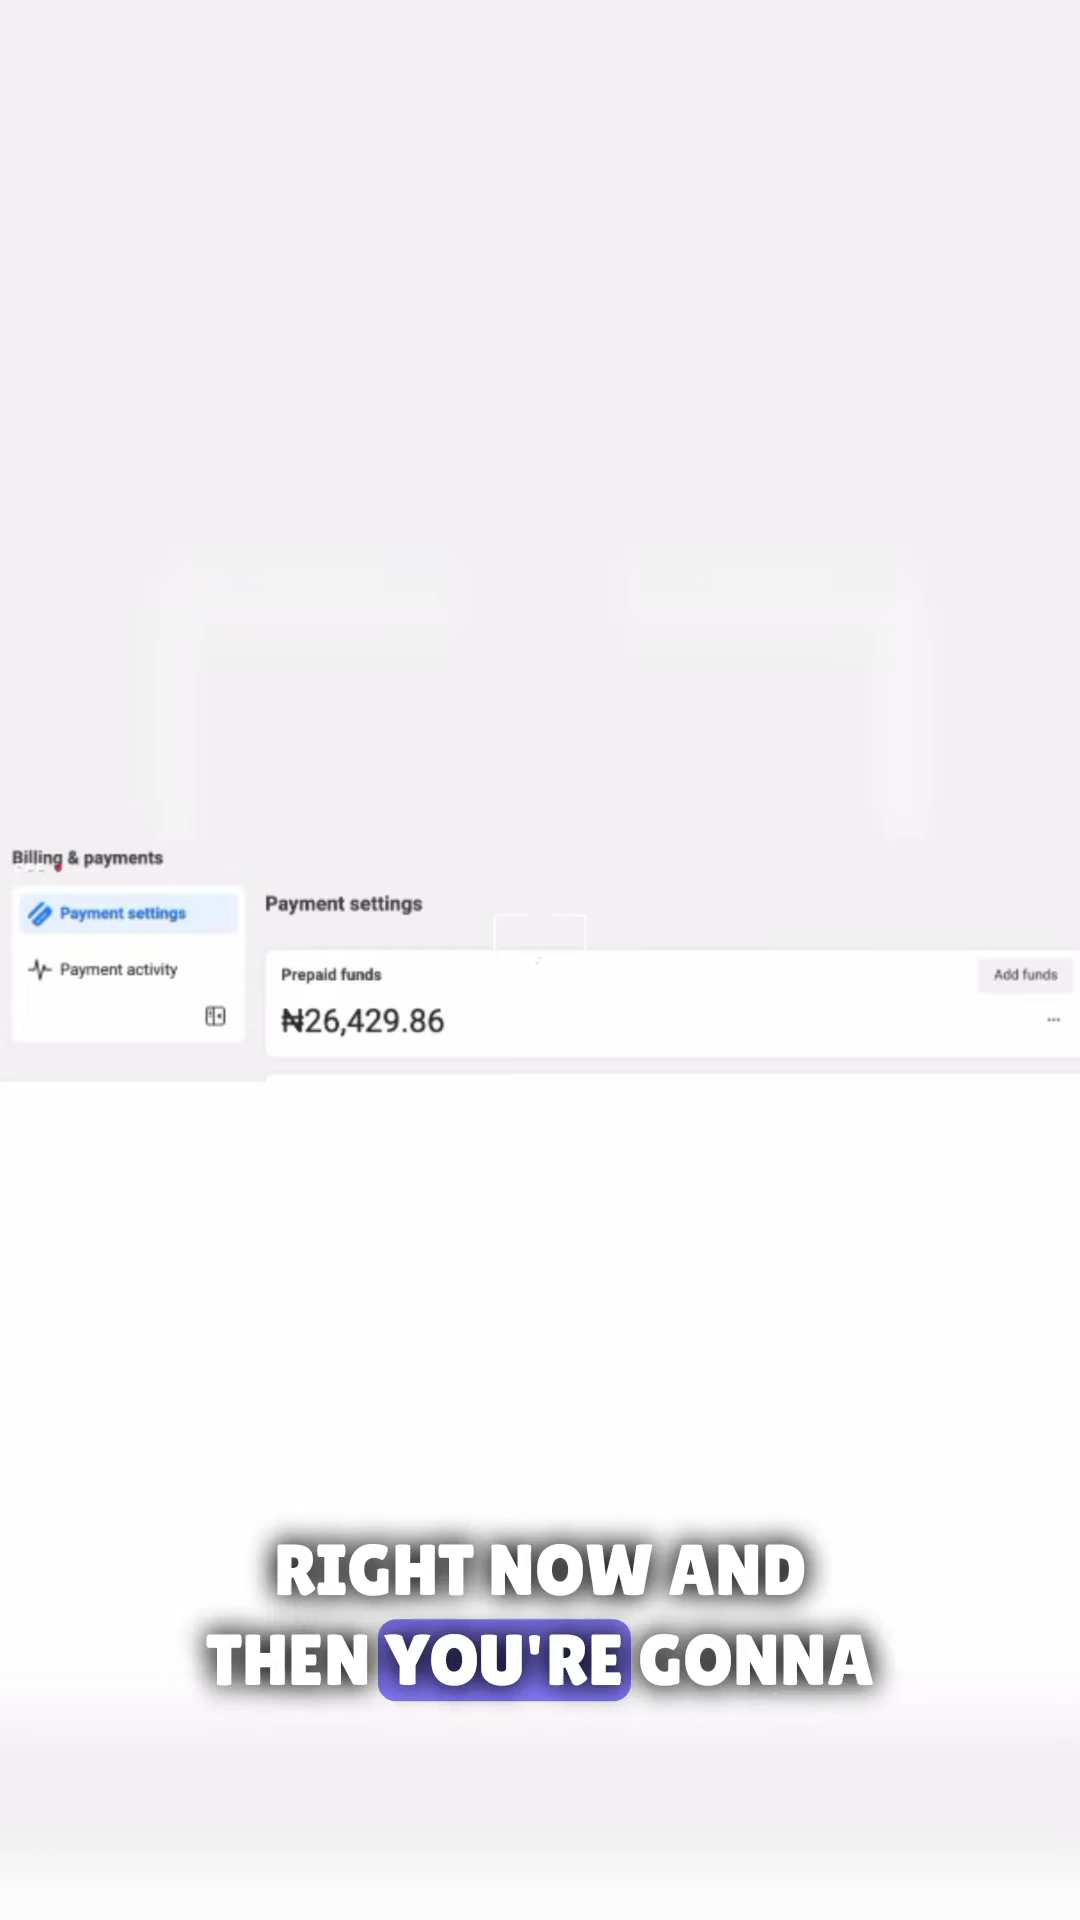 Billing & payments
Payment settings
Payment activity
Payment settings
Prepaid funds
Add funds
₦26,429.86
...
RIGHT NOW AND
THEN YOU'RE GONNA